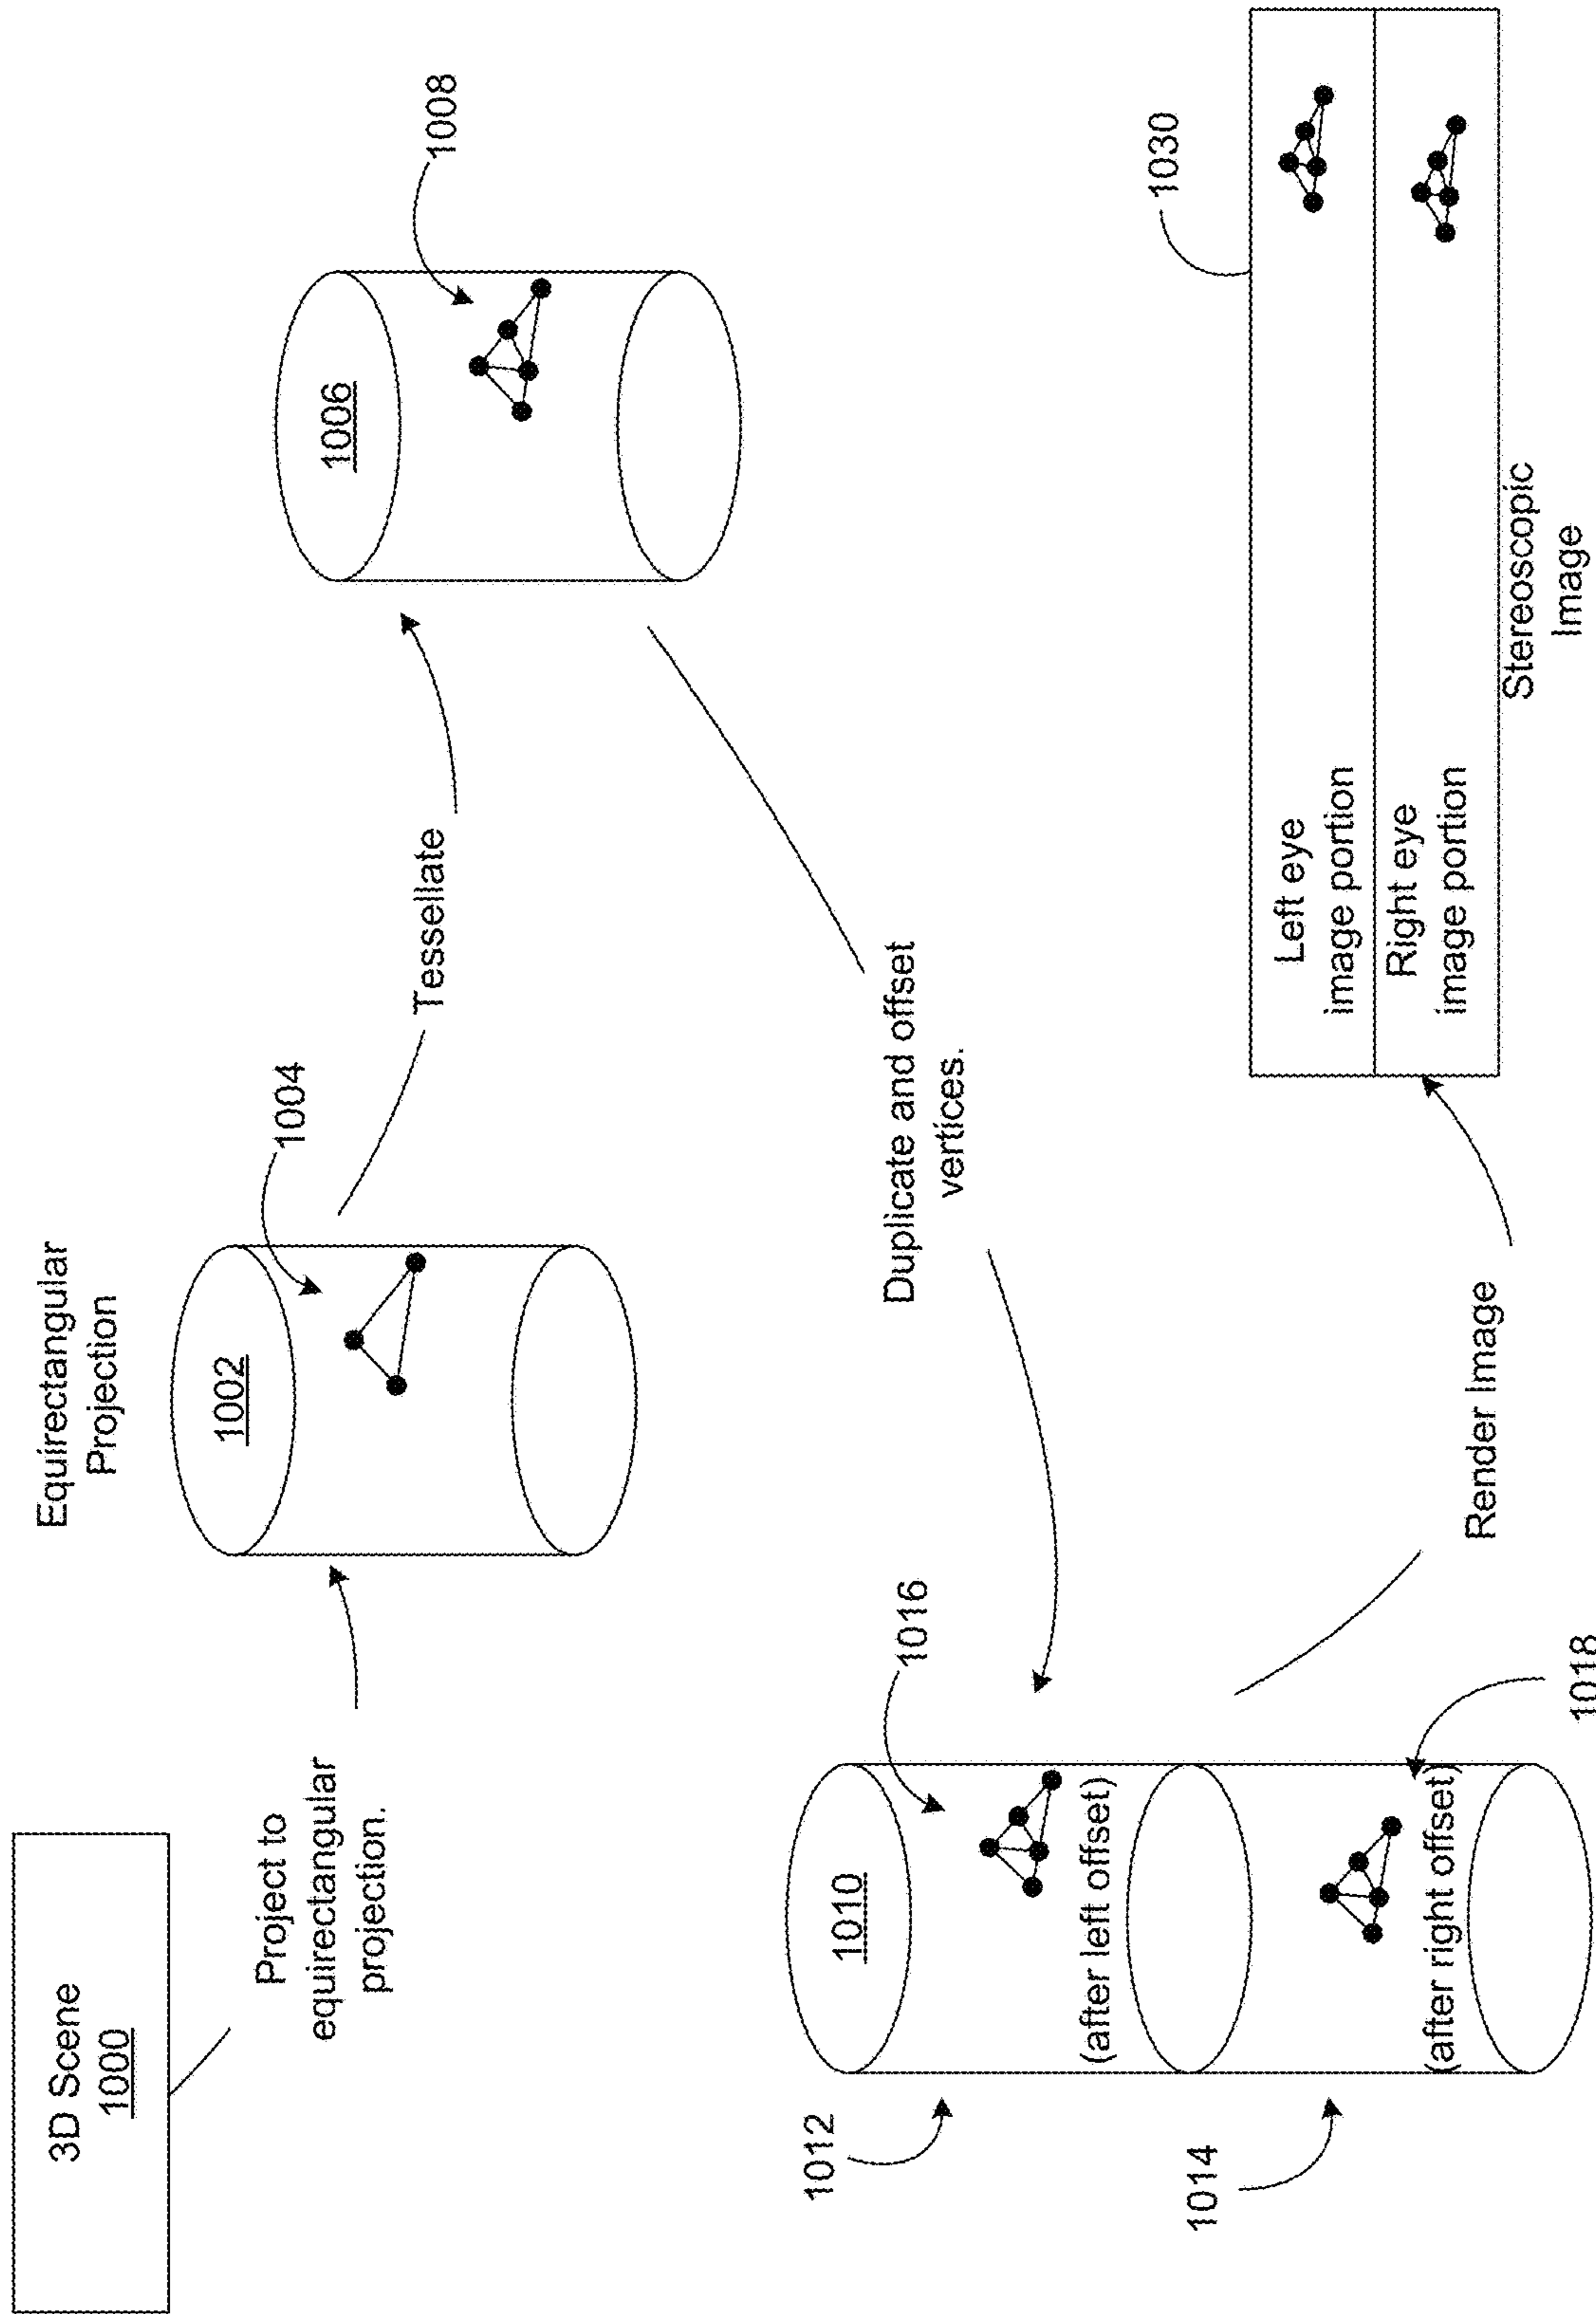 3D Scene
1000
Project to
equirectangular
projection.
Equirectangular
Projection
1002
1004
Tessellate
1006
1008
Duplicate and offset
vertices.
1010
1012
1016
(after left offset)
1014
1018
(after right offset)
Render Image
1030
Left eye
image portion
Right eye
image portion
Stereoscopic
Image